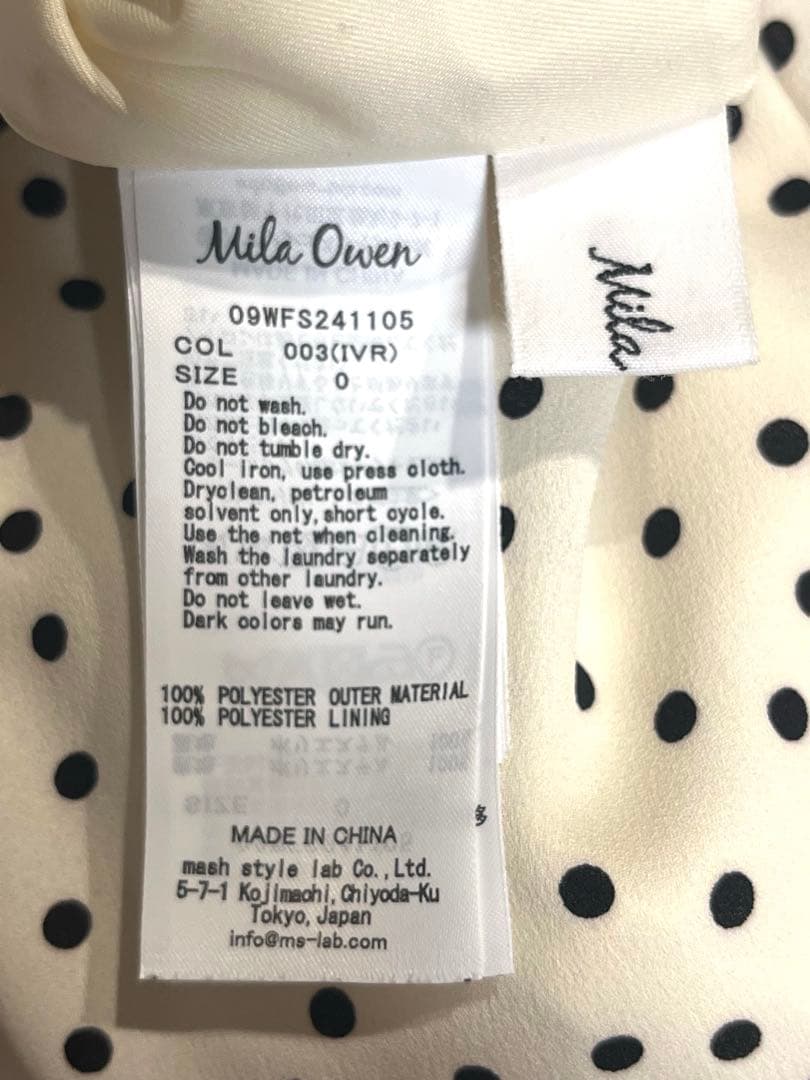 Mila Owen
09WFS241105
COL 003(IVR)
SIZE 0
Do not wash.
Do not bleach.
Do not tumble dry.
Cool iron, use press cloth.
Dryclean, petroleum
solvent only, short cycle.
Use the net when cleaning.
Wash the laundry separately
from other laundry.
Do not leave wet.
Dark colors may run.
100% POLYESTER OUTER MATERIAL
100% POLYESTER LINING
MADE IN CHINA
mash style lab Co., Ltd.
5-7-1 Kojimachi, Chiyoda-Ku
Tokyo, Japan
info@ms-lab.com
Mila